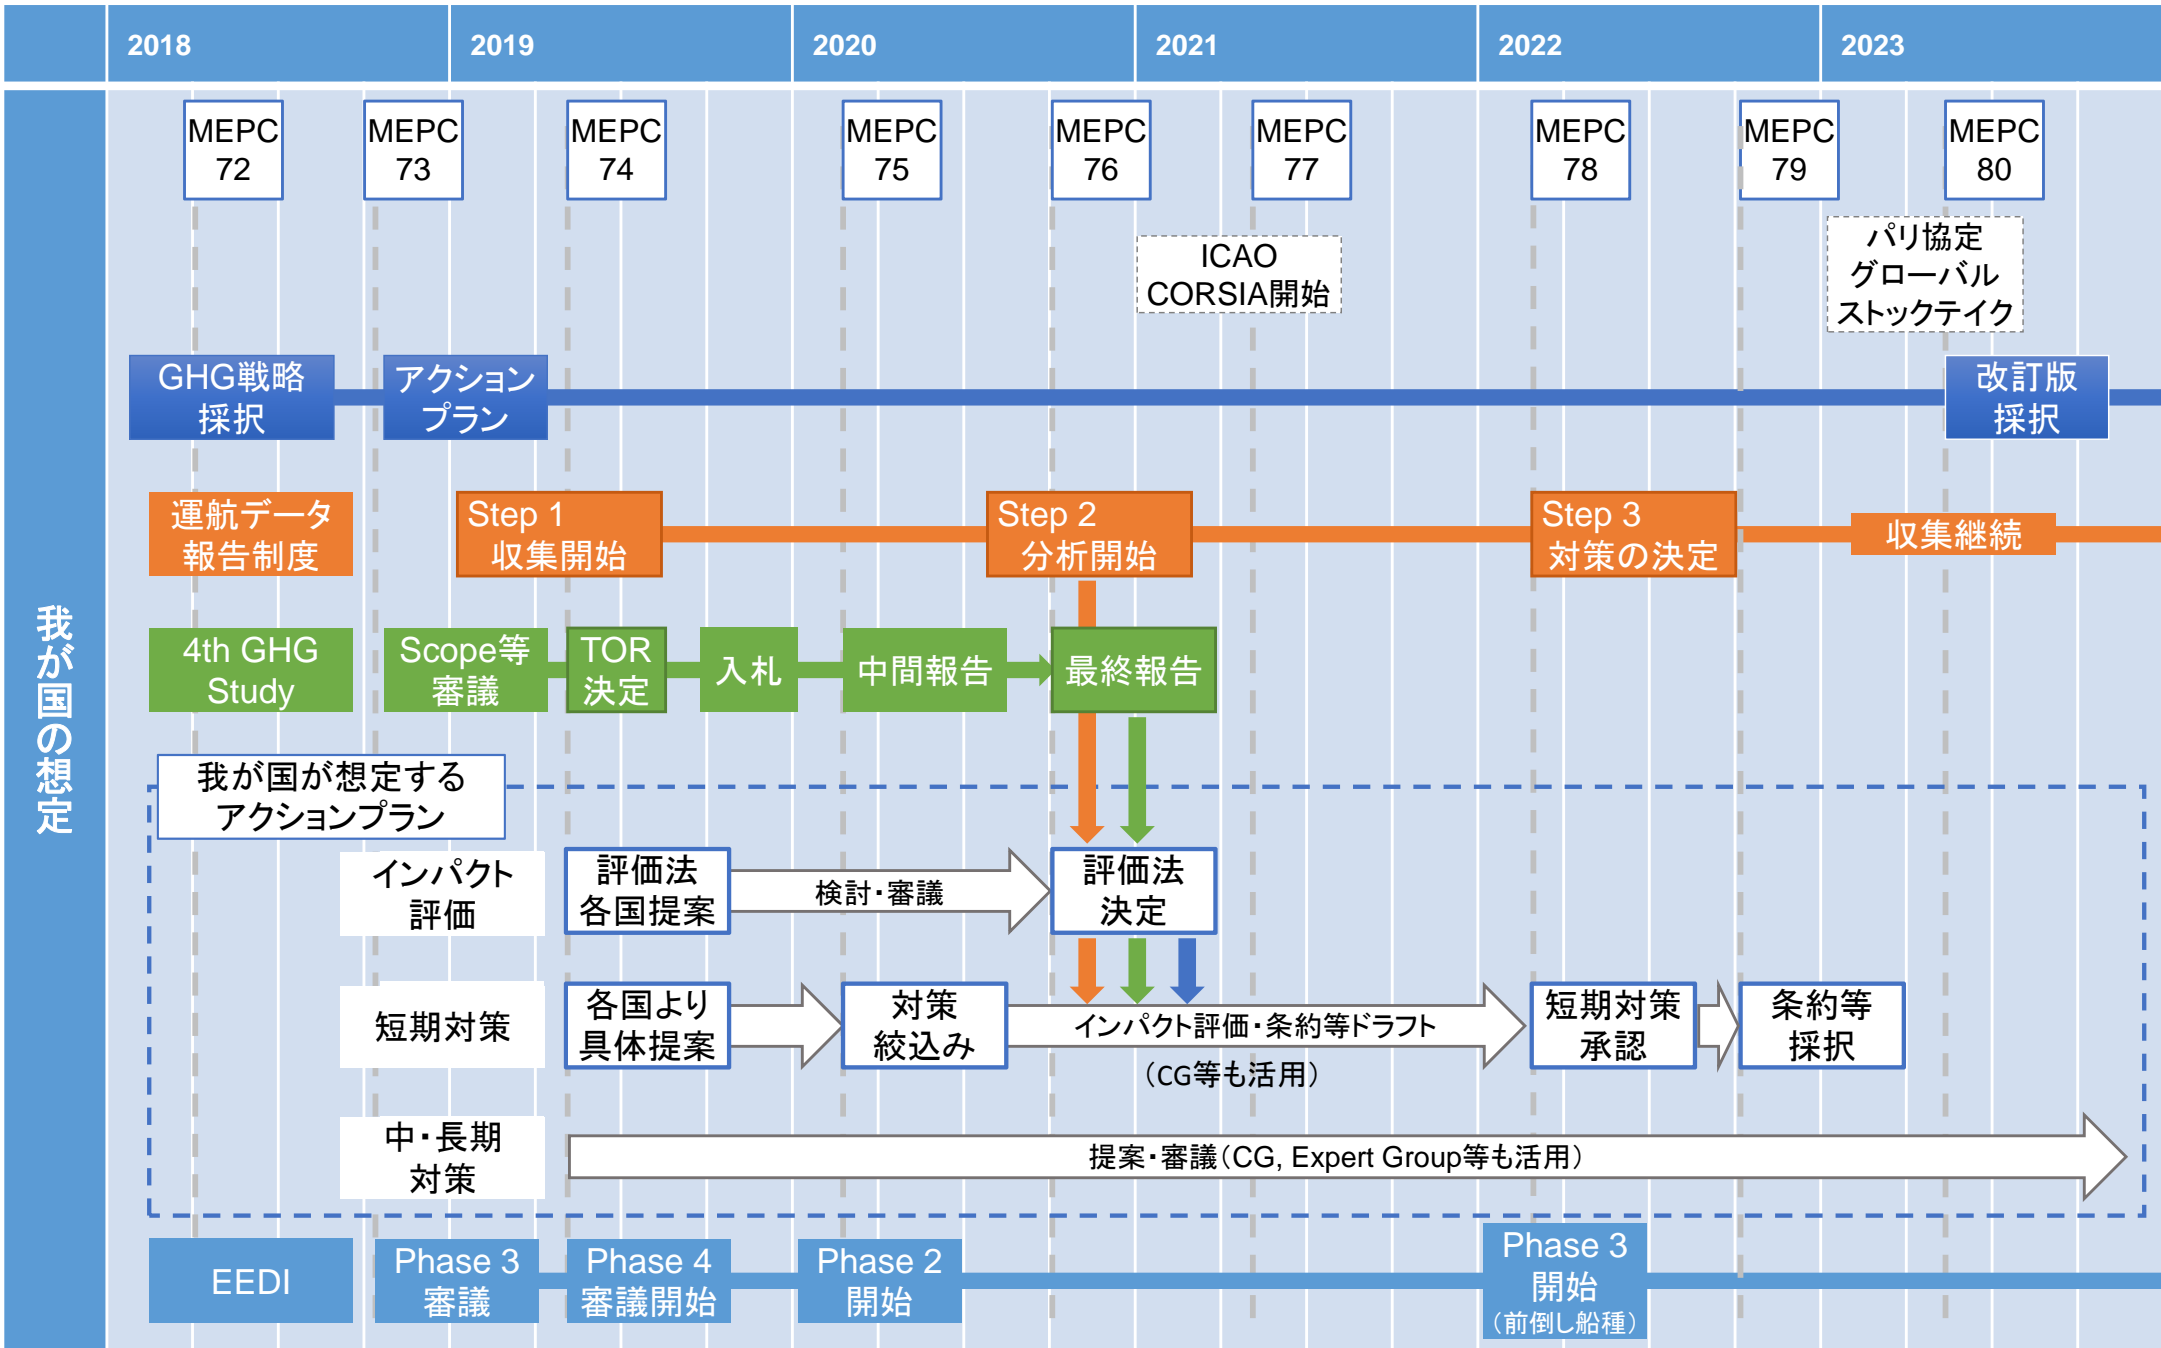 2018
2019
2020
2021
2022
2023
我が国の想定
MEPC
72
MEPC
73
MEPC
74
MEPC
75
MEPC
76
MEPC
77
MEPC
78
MEPC
79
MEPC
80
ICAO
CORSIA開始
パリ協定
グローバル
ストックテイク
GHG戦略
採択
アクション
プラン
改訂版
採択
運航データ
報告制度
Step 1
収集開始
Step 2
分析開始
Step 3
対策の決定
収集継続
4th GHG
Study
Scope等
審議
TOR
決定
入札
中間報告
最終報告
我が国が想定する
アクションプラン
インパクト
評価
評価法
各国提案
検討・審議
評価法
決定
短期対策
各国より
具体提案
対策
絞込み
インパクト評価・条約等ドラフト
（CG等も活用）
短期対策
承認
条約等
採択
中・長期
対策
提案・審議（CG, Expert Group等も活用）
EEDI
Phase 3
審議
Phase 4
審議開始
Phase 2
開始
Phase 3
開始
（前倒し船種）